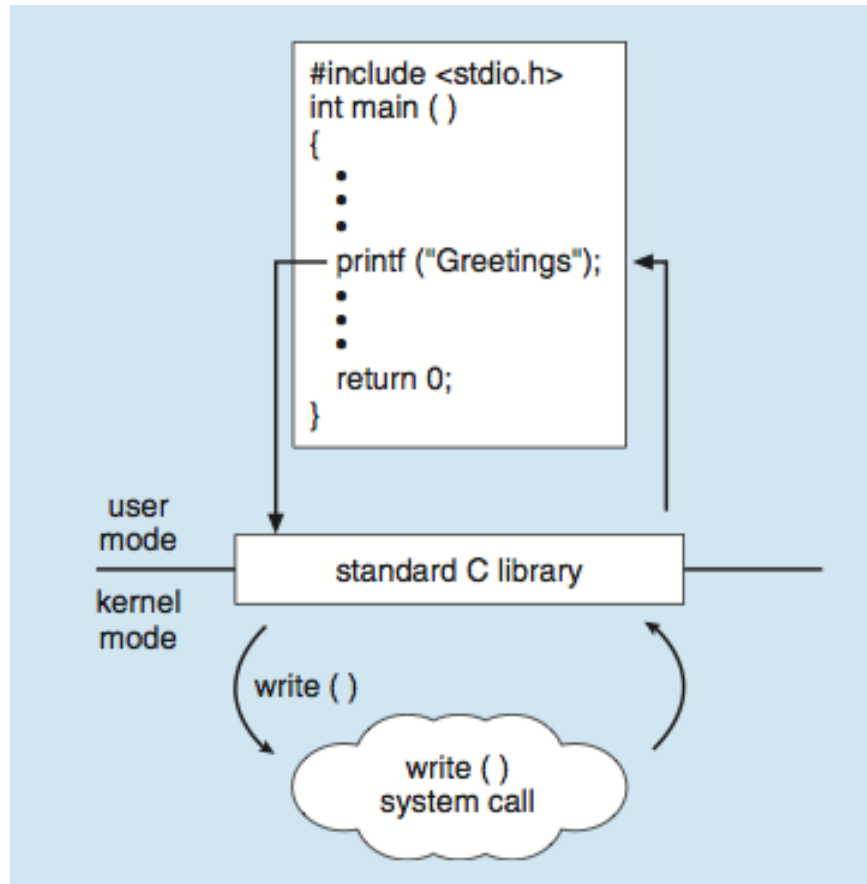 #include <stdio.h>
int main ( )
{
•
•
•
printf ("Greetings");
•
•
•
return 0;
}
user
mode
standard C library
kernel
mode
write ( )
write ( )
system call